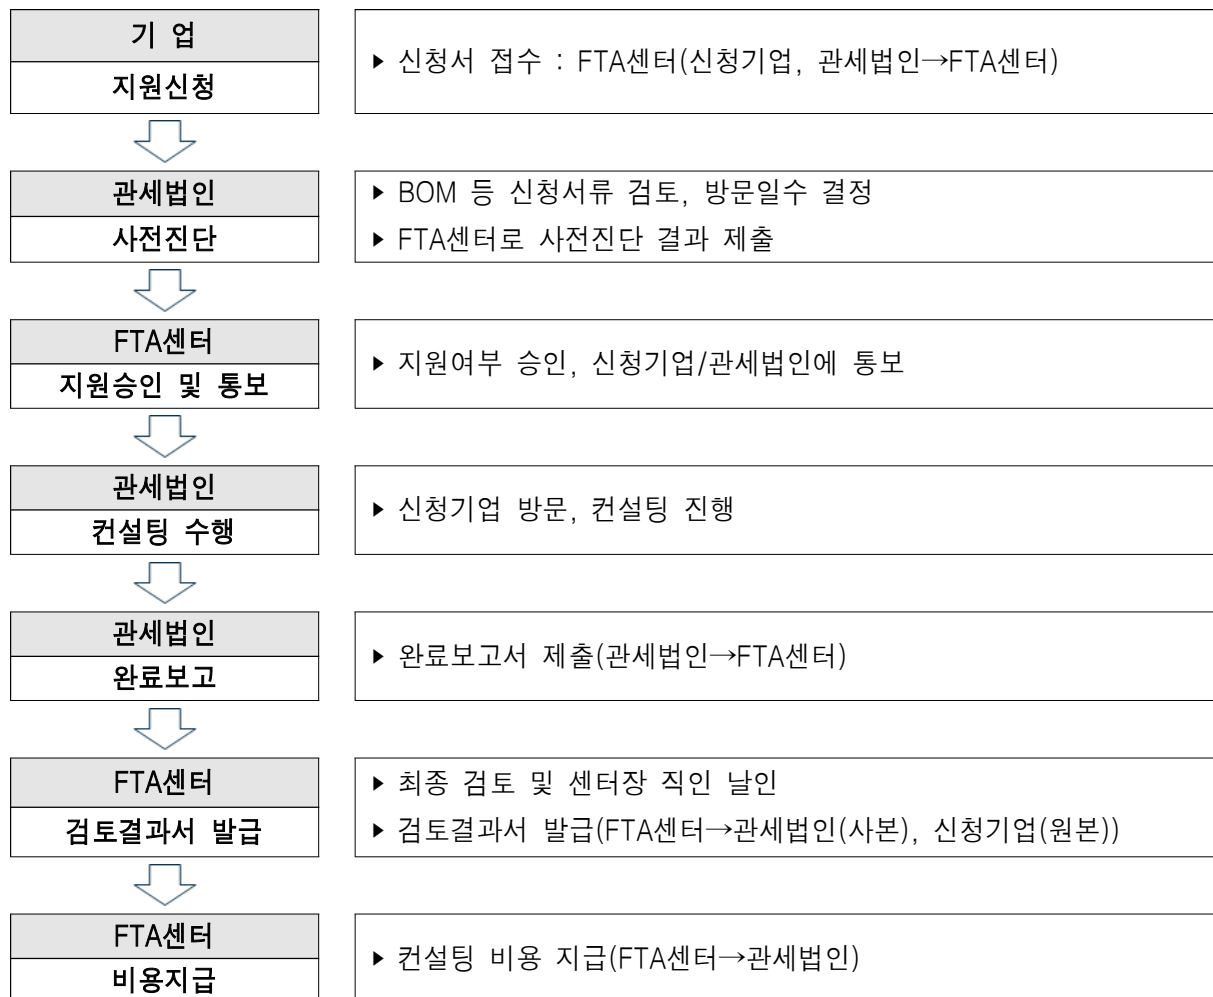 기 업
지원신청
▶ 신청서 접수 : FTA센터(신청기업, 관세법인→FTA센터)
관세법인
사전진단
▶ BOM 등 신청서류 검토, 방문일수 결정
▶ FTA센터로 사전진단 결과 제출
FTA센터
지원승인 및 통보
▶ 지원여부 승인, 신청기업/관세법인에 통보
관세법인
컨설팅 수행
▶ 신청기업 방문, 컨설팅 진행
관세법인
완료보고
▶ 완료보고서 제출(관세법인→FTA센터)
FTA센터
검토결과서 발급
▶ 최종 검토 및 센터장 직인 날인
▶ 검토결과서 발급(FTA센터→관세법인(사본), 신청기업(원본))
FTA센터
비용지급
▶ 컨설팅 비용 지급(FTA센터→관세법인)